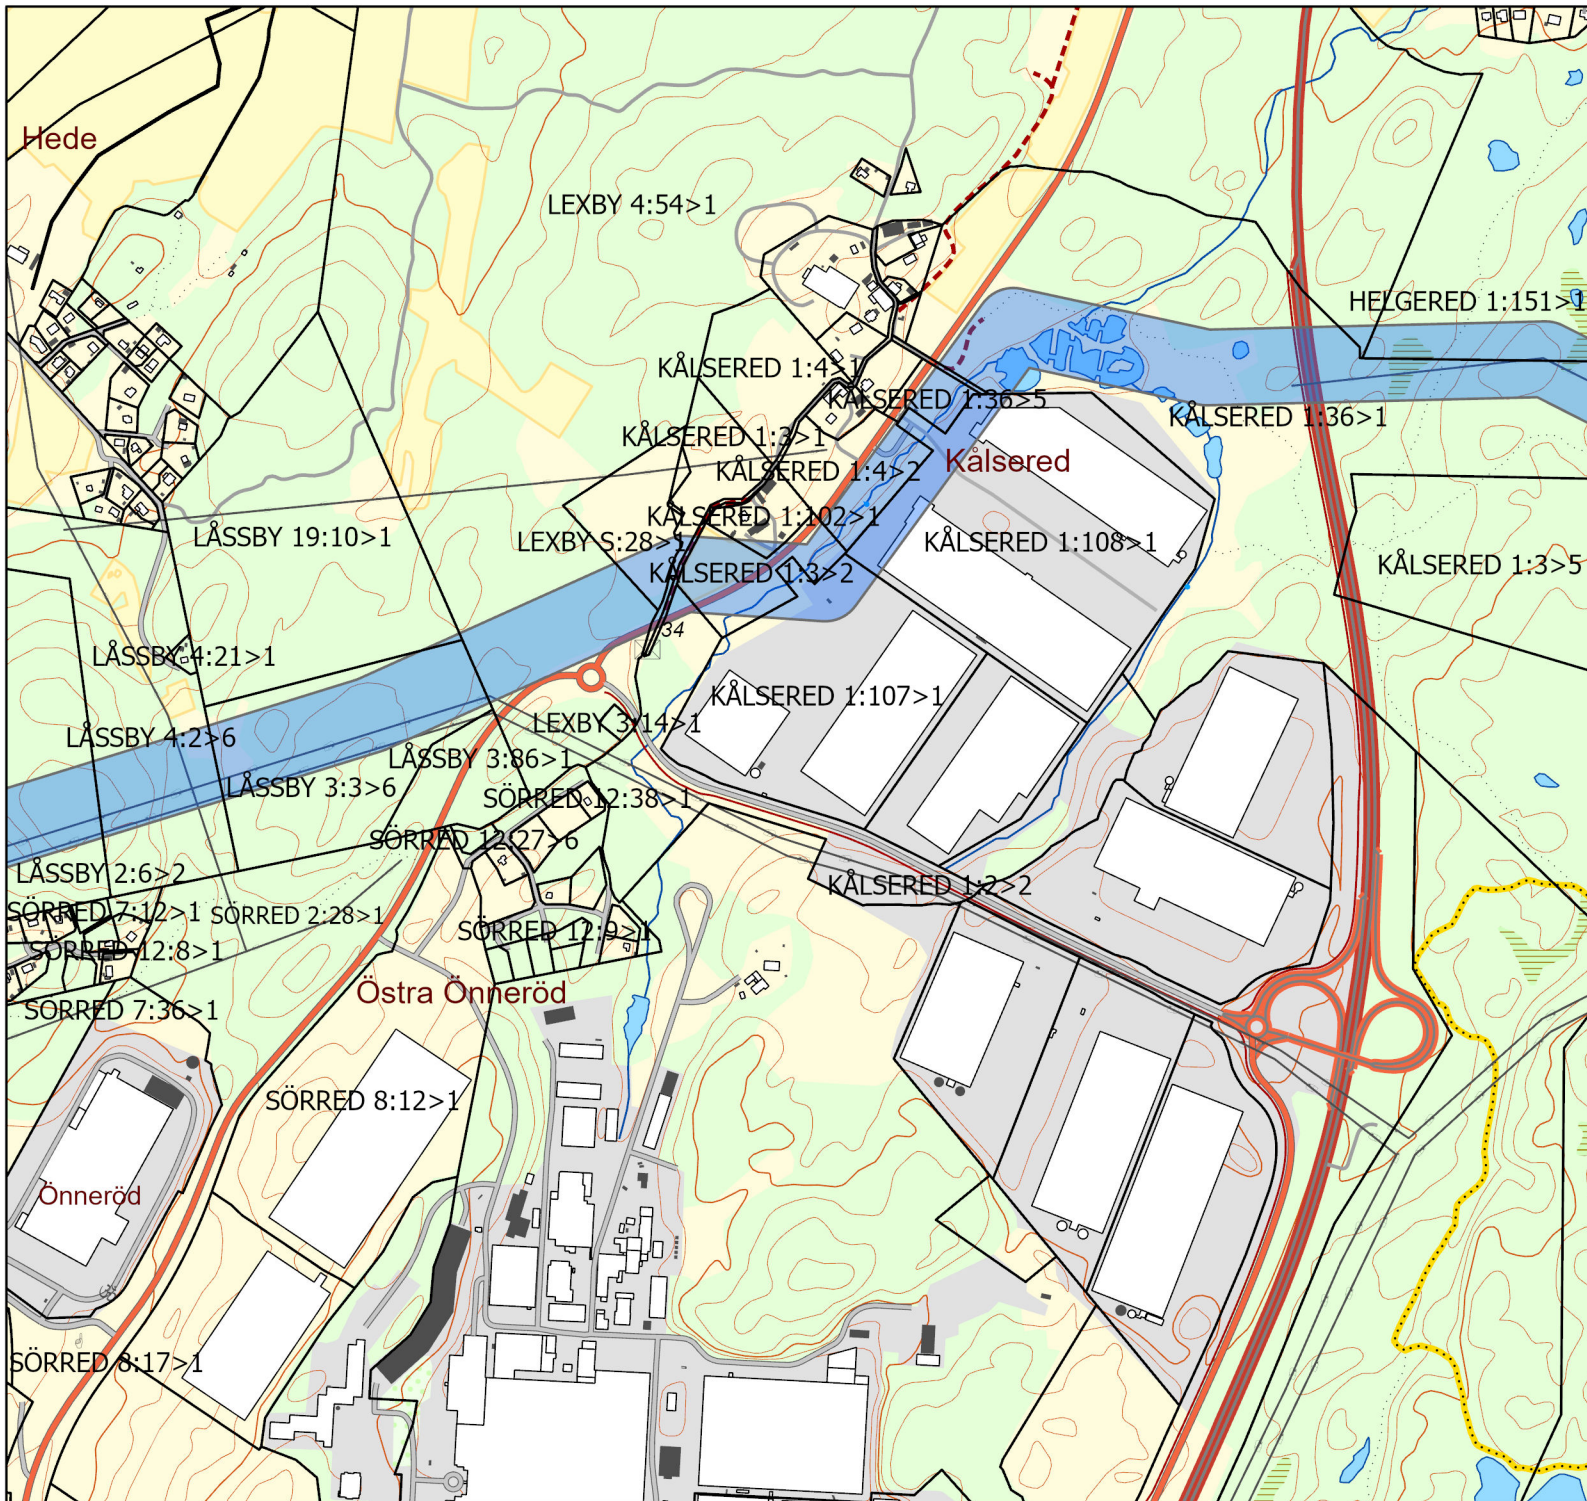 Hede
LEXBY 4:54>1
HELGERED 1:151>1
KÅLSERED 1:4>1
KÅLSERED 1:36>5
KÅLSERED 1:36>1
KÅLSERED 1:3>1
Kålsered
KÅLSERED 1:4>2
KÅLSERED 1:102>1
LÅSSBY 19:10>1
LEXBY S:28>1
KÅLSERED 1:108>1
KÅLSERED 1:3>2
KÅLSERED 1:3>5
34
LÅSSBY 4:21>1
KÅLSERED 1:107>1
LEXBY 3:14>1
LÅSSBY 4:2>6
LÅSSBY 3:86>1
LÅSSBY 3:3>6
SÖRRED 12:38>1
SÖRRED 12:27>6
LÅSSBY 2:6>2
KÅLSERED 1:2>2
SÖRRED 7:12>1
SÖRRED 2:28>1
SÖRRED 12:9>1
SÖRRED 12:8>1
Östra Önneröd
SÖRRED 7:36>1
SÖRRED 8:12>1
Önneröd
SÖRRED 8:17>1